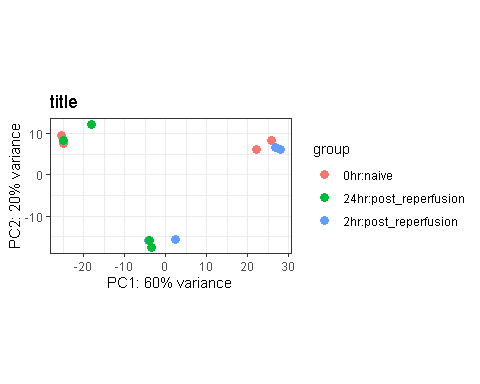 title
PC2: 20% variance
10
0
-10
-20
-10
0
10
20
30
PC1: 60% variance
group
0hr:naive
24hr:post_reperfusion
2hr:post_reperfusion